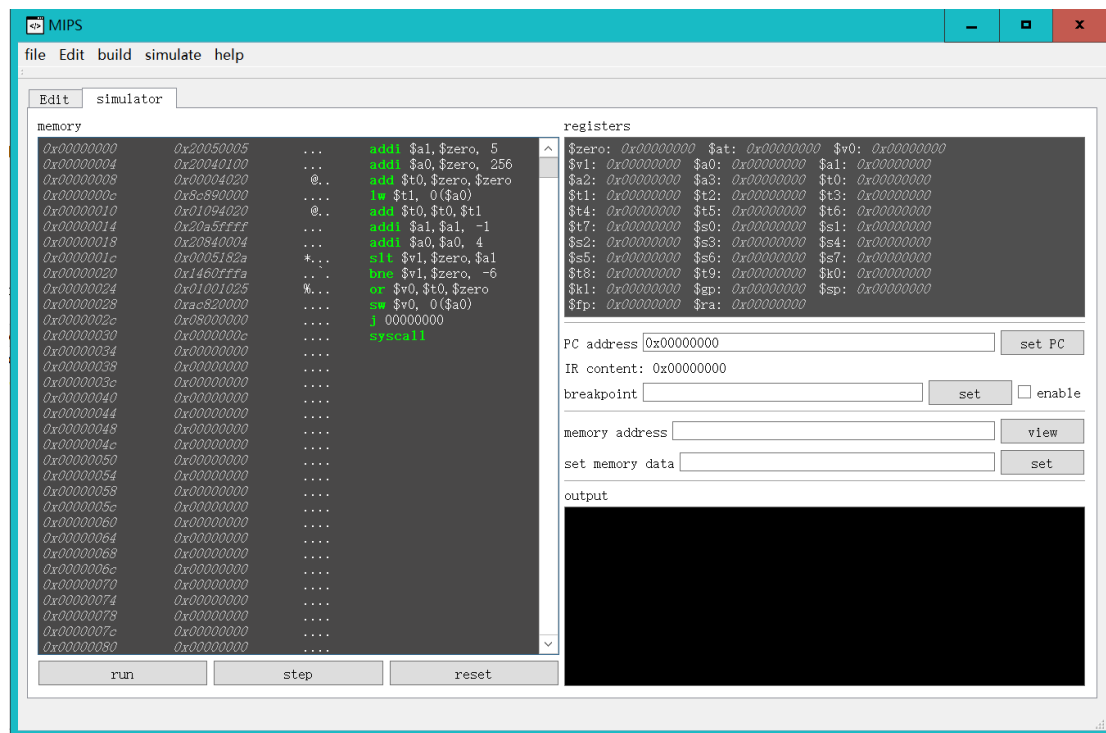 MIPS
file Edit build simulate help
Edit simulator
memory
0x00000000 0x20050005 ... addi $a1,$zero, 5
0x00000004 0x20040100 ... addi $a0,$zero, 256
0x00000008 0x00004020 @.. add $t0,$zero,$zero
0x0000000c 0x8c890000 .... lw $t1, 0($a0)
0x00000010 0x01094020 @.. add $t0,$t0,$t1
0x00000014 0x20a5ffff ... addi $a1,$a1, -1
0x00000018 0x20840004 ... addi $a0,$a0, 4
0x0000001c 0x0005182a *... slt $v1,$zero,$a1
0x00000020 0x1460fffa ..`. bne $v1,$zero, -6
0x00000024 0x01001025 %... or $v0,$t0,$zero
0x00000028 0xac820000 .... sw $v0, 0($a0)
0x0000002c 0x08000000 .... j 00000000
0x00000030 0x0000000c .... syscall
0x00000034 0x00000000 ....
0x00000038 0x00000000 ....
0x0000003c 0x00000000 ....
0x00000040 0x00000000 ....
0x00000044 0x00000000 ....
0x00000048 0x00000000 ....
0x0000004c 0x00000000 ....
0x00000050 0x00000000 ....
0x00000054 0x00000000 ....
0x00000058 0x00000000 ....
0x0000005c 0x00000000 ....
0x00000060 0x00000000 ....
0x00000064 0x00000000 ....
0x00000068 0x00000000 ....
0x0000006c 0x00000000 ....
0x00000070 0x00000000 ....
0x00000074 0x00000000 ....
0x00000078 0x00000000 ....
0x0000007c 0x00000000 ....
0x00000080 0x00000000 ....
run step reset
registers
$zero: 0x00000000 $at: 0x00000000 $v0: 0x00000000
$v1: 0x00000000 $a0: 0x00000000 $a1: 0x00000000
$a2: 0x00000000 $a3: 0x00000000 $t0: 0x00000000
$t1: 0x00000000 $t2: 0x00000000 $t3: 0x00000000
$t4: 0x00000000 $t5: 0x00000000 $t6: 0x00000000
$t7: 0x00000000 $s0: 0x00000000 $s1: 0x00000000
$s2: 0x00000000 $s3: 0x00000000 $s4: 0x00000000
$s5: 0x00000000 $s6: 0x00000000 $s7: 0x00000000
$t8: 0x00000000 $t9: 0x00000000 $k0: 0x00000000
$k1: 0x00000000 $gp: 0x00000000 $sp: 0x00000000
$fp: 0x00000000 $ra: 0x00000000
PC address 0x00000000 set PC
IR content: 0x00000000
breakpoint set enable
memory address view
set memory data set
output